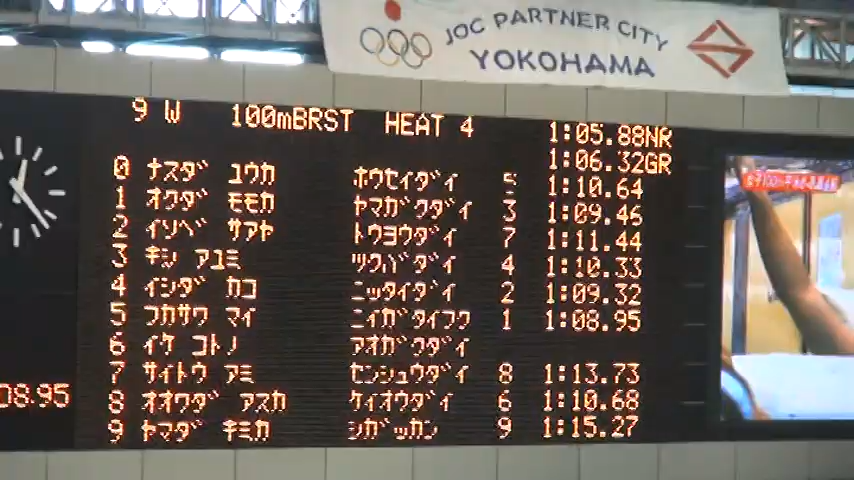 JOC PARTNER CITY
YOKOHAMA
9 W 100mBRST HEAT 4 1:05.88NR
1:06.32GR
0 ナスダ ユウカ ホウセイダイ 5 1:10.64
1 オクダ モモカ ヤマガクダイ 3 1:09.46
2 イソベ サアヤ トウヨウダイ 7 1:11.44
3 キシ アユミ ツクバダイ 4 1:10.33
4 イシダ カコ ニッタイダイ 2 1:09.32
5 フカサワ マイ ニイガタイフク 1 1:08.95
6 イケ コトノ アオガクダイ
7 サイトウ アミ センシュウダイ 8 1:13.73
8 オオワダ アスカ ケイオウダイ 6 1:10.68
9 ヤマダ キミカ シガッカン 9 1:15.27
08.95